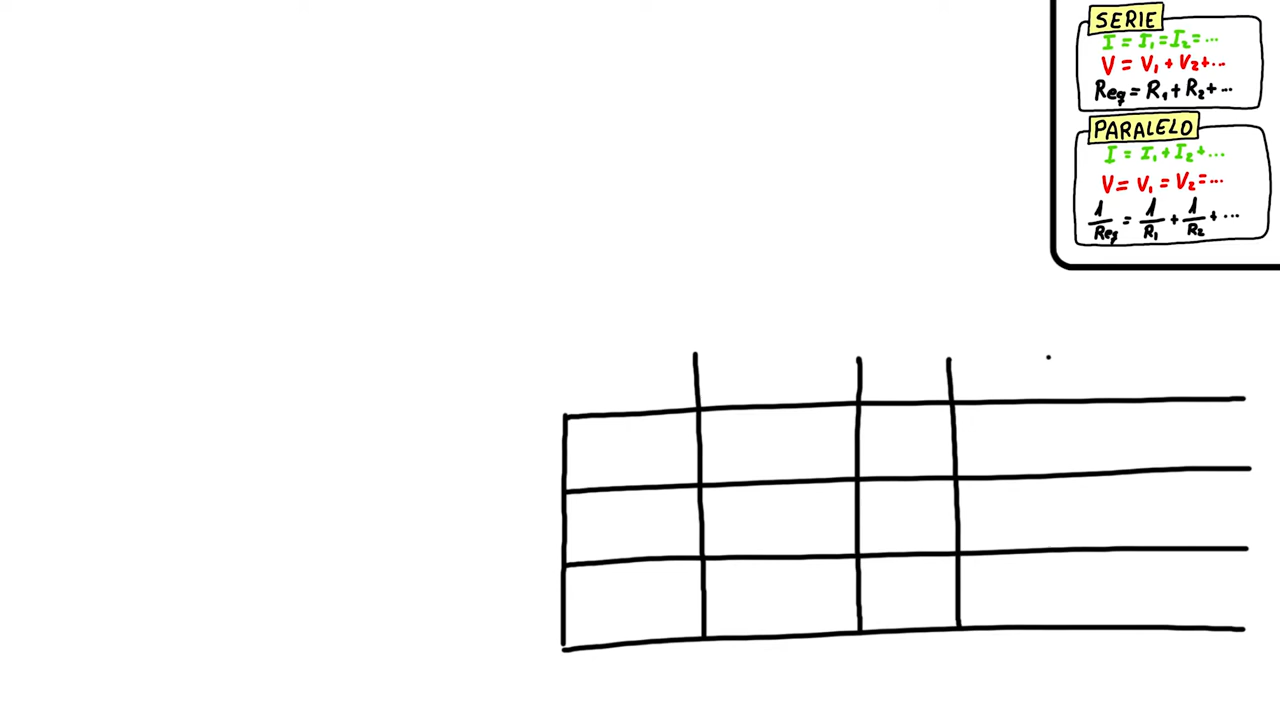 SERIE
I = I₁ = I₂ = ...
V = V₁ + V₂ + ...
Req = R₁ + R₂ + ...
PARALELO
I = I₁ + I₂ + ...
V = V₁ = V₂ = ...
1/Req = 1/R₁ + 1/R₂ + ...